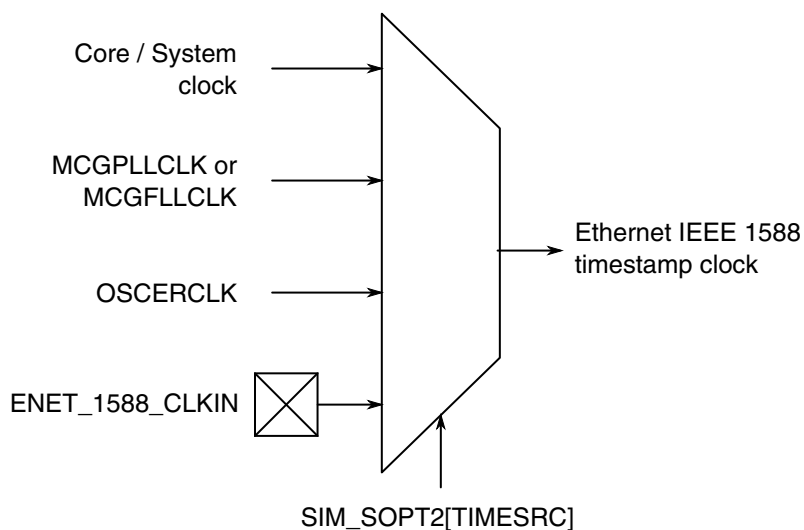 Core / System
clock
MCGPLLCLK or
MCGFLLCLK
Ethernet IEEE 1588
timestamp clock
OSCERCLK
ENET_1588_CLKIN
SIM_SOPT2[TIMESRC]